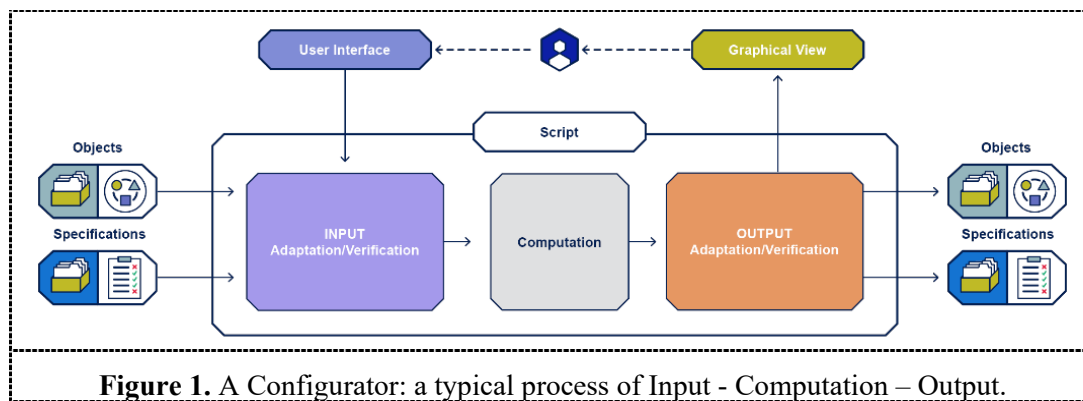 User Interface
Graphical View
Script
Objects
Specifications
INPUT
Adaptation/Verification
Computation
OUTPUT
Adaptation/Verification
Objects
Specifications
Figure 1. A Configurator: a typical process of Input - Computation – Output.